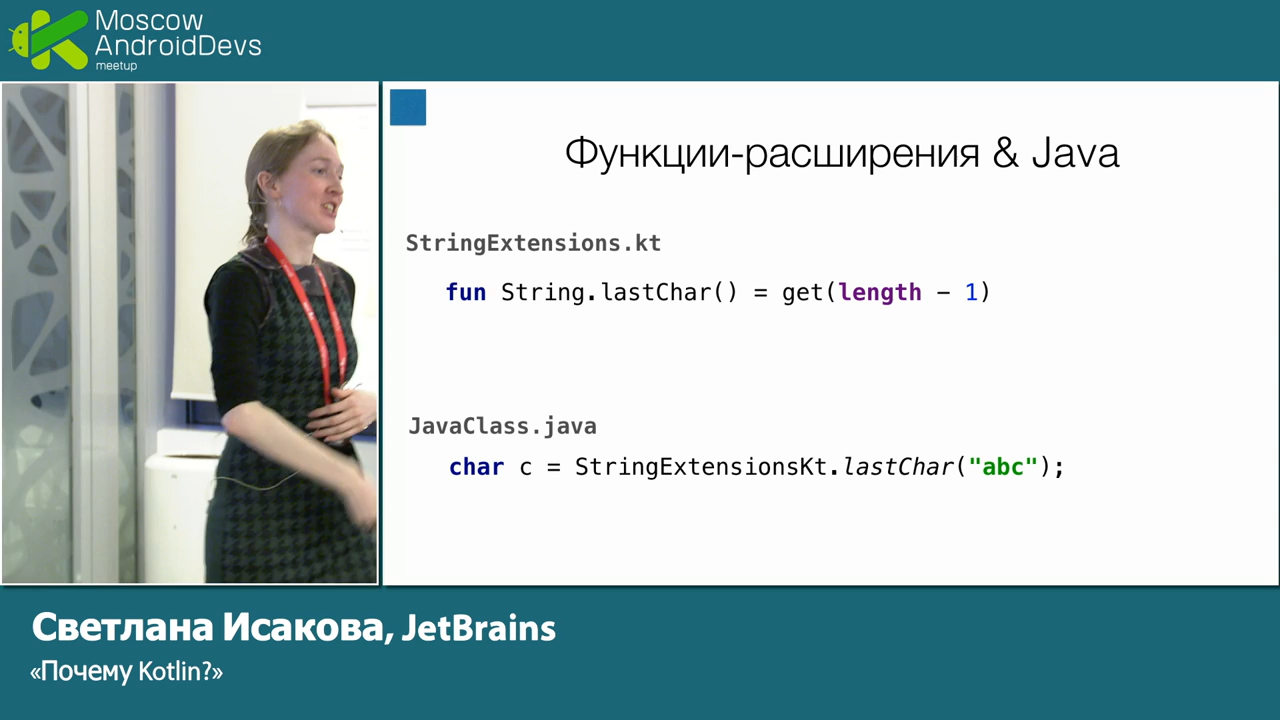 Moscow
AndroidDevs
meetup
Функции-расширения & Java
StringExtensions.kt
fun String.lastChar() = get(length - 1)
JavaClass.java
char c = StringExtensionsKt.lastChar("abc");
Светлана Исакова, JetBrains
«Почему Kotlin?»